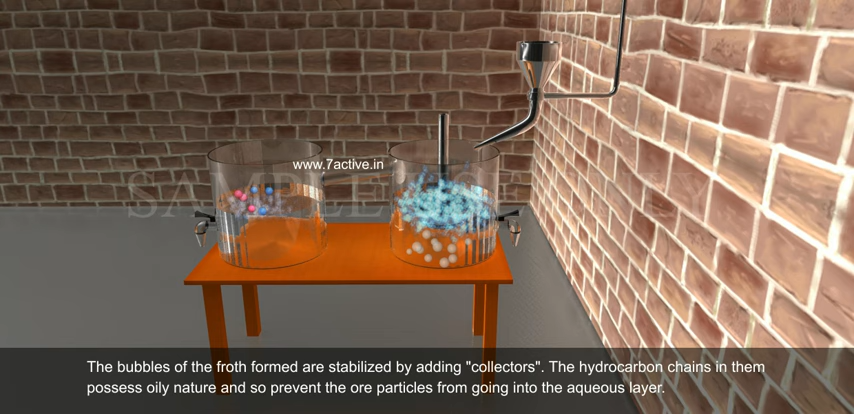 www.7active.in
SAMPLE
The bubbles of the froth formed are stabilized by adding "collectors". The hydrocarbon chains in them
possess oily nature and so prevent the ore particles from going into the aqueous layer.